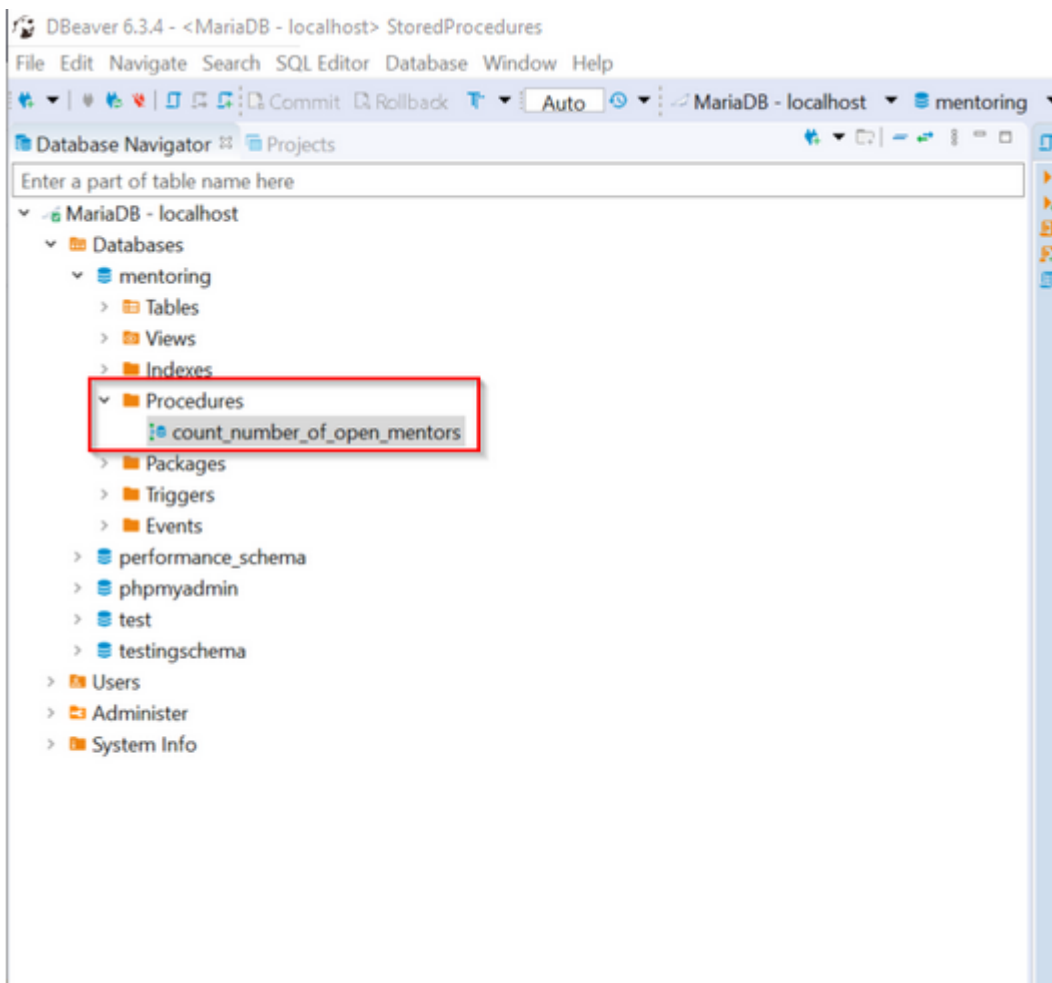 DBeaver 6.3.4 - <MariaDB - localhost> StoredProcedures
File Edit Navigate Search SQL Editor Database Window Help
Commit Rollback T Auto MariaDB - localhost mentoring
Database Navigator Projects
Enter a part of table name here
MariaDB - localhost
Databases
mentoring
Tables
Views
Indexes
Procedures
count_number_of_open_mentors
Packages
Triggers
Events
performance_schema
phpmyadmin
test
testingschema
Users
Administer
System Info